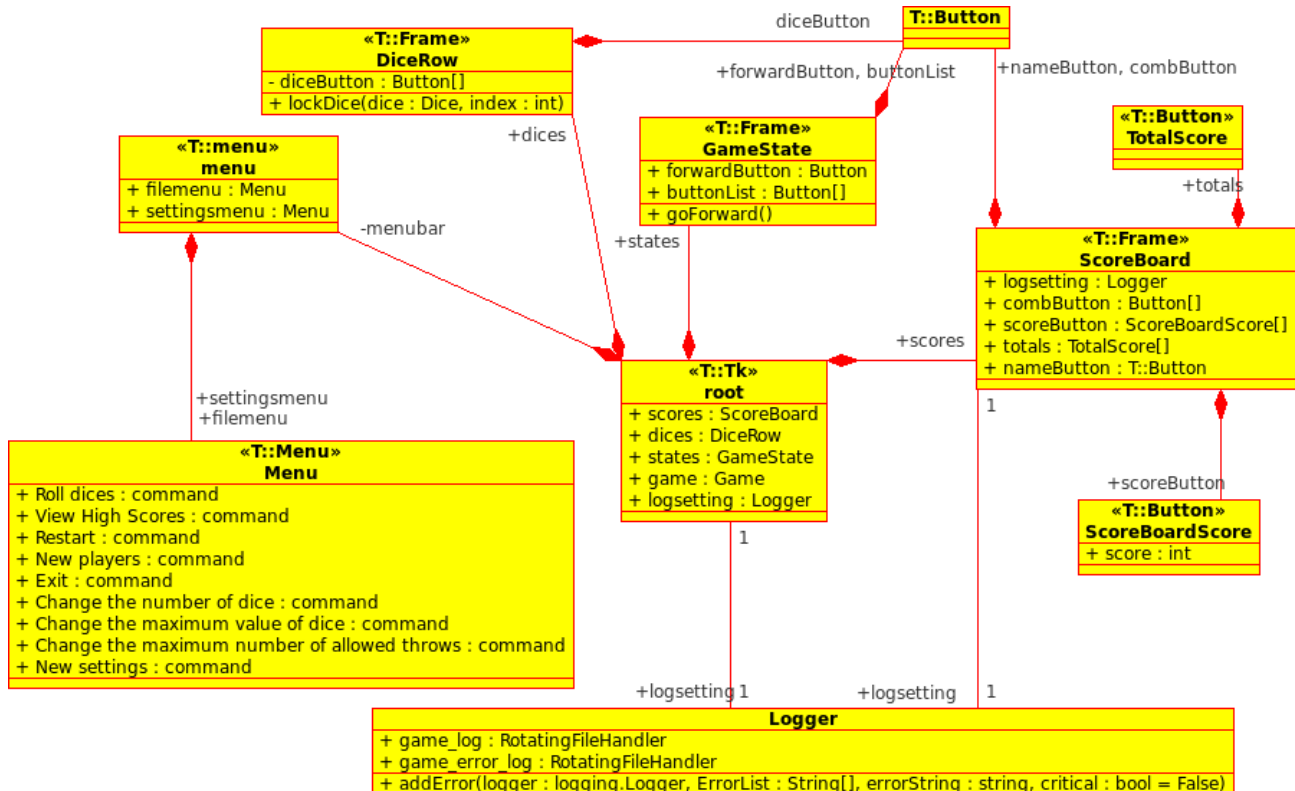 diceButton
T::Button
«T::Frame»
DiceRow
- diceButton : Button[]
+ lockDice(dice : Dice, index : int)
+forwardButton, buttonList
+nameButton, combButton
+dices
«T::Frame»
GameState
+ forwardButton : Button
+ buttonList : Button[]
+ goForward()
«T::Button»
TotalScore
+totals
«T::menu»
menu
+ filemenu : Menu
+ settingsmenu : Menu
-menubar
+states
«T::Frame»
ScoreBoard
+ logsetting : Logger
+ combButton : Button[]
+ scoreButton : ScoreBoardScore[]
+ totals : TotalScore[]
+ nameButton : T::Button
+scores
«T::Tk»
root
+ scores : ScoreBoard
+ dices : DiceRow
+ states : GameState
+ game : Game
+ logsetting : Logger
+settingsmenu
+filemenu
1
«T::Menu»
Menu
+ Roll dices : command
+ View High Scores : command
+ Restart : command
+ New players : command
+ Exit : command
+ Change the number of dice : command
+ Change the maximum value of dice : command
+ Change the maximum number of allowed throws : command
+ New settings : command
+scoreButton
«T::Button»
ScoreBoardScore
+ score : int
1
+logsetting 1
+logsetting 1
Logger
+ game_log : RotatingFileHandler
+ game_error_log : RotatingFileHandler
+ addError(logger : logging.Logger, ErrorList : String[], errorString : string, critical : bool = False)